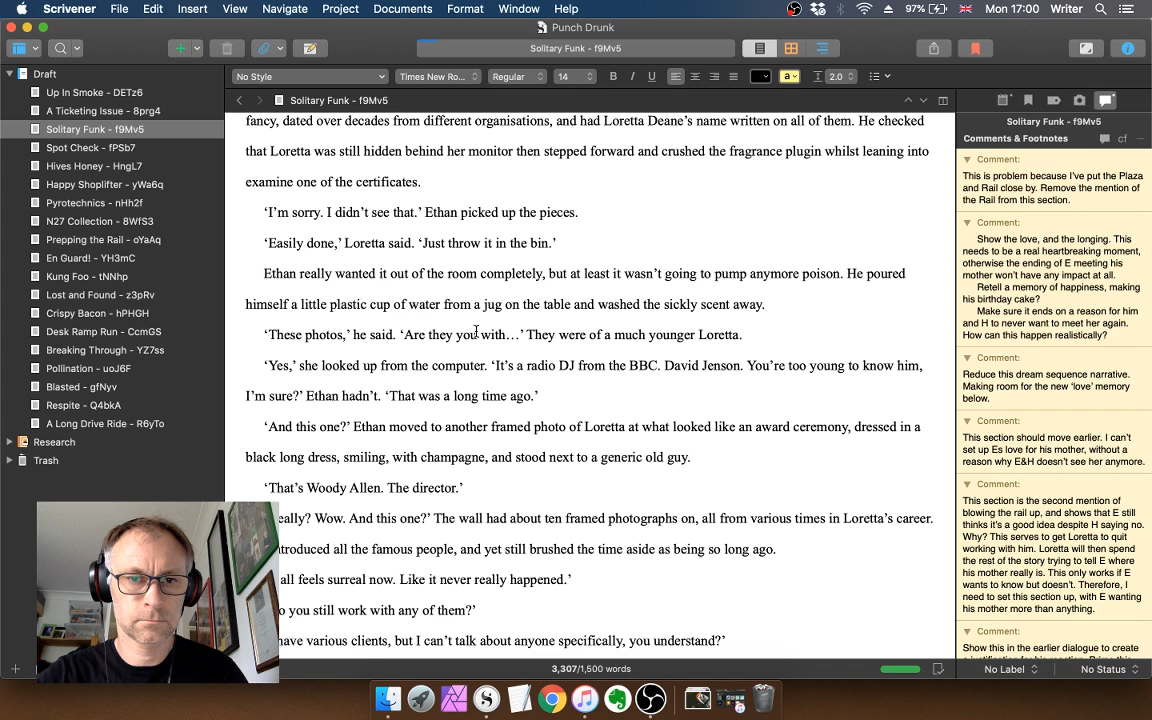 Scrivener File Edit Insert View Navigate Project Documents Format Window Help 97% Mon 17:00 Writer
Punch Drunk
Solitary Funk - f9Mv5
No Style Times New Ro... Regular 14 B I U a 2.0
Draft
Up In Smoke - DETz6
A Ticketing Issue - 8prg4
Solitary Funk - f9Mv5
Spot Check - fPSb7
Hives Honey - HngL7
Happy Shoplifter - yWa6q
Pyrotechnics - nHh2f
N27 Collection - 8WfS3
Prepping the Rail - oYaAq
En Guard! - YH3mC
Kung Foo - tNNhp
Lost and Found - z3pRv
Crispy Bacon - hPHGH
Desk Ramp Run - CcmGS
Breaking Through - YZ7ss
Pollination - uoJ6F
Blasted - gfNyv
Respite - Q4bkA
A Long Drive Ride - R6yTo
Research
Trash
Solitary Funk - f9Mv5
fancy, dated over decades from different organisations, and had Loretta Deane’s name written on all of them. He checked
that Loretta was still hidden behind her monitor then stepped forward and crushed the fragrance plugin whilst leaning into
examine one of the certificates.
‘I’m sorry. I didn’t see that.’ Ethan picked up the pieces.
‘Easily done,’ Loretta said. ‘Just throw it in the bin.’
Ethan really wanted it out of the room completely, but at least it wasn’t going to pump anymore poison. He poured
himself a little plastic cup of water from a jug on the table and washed the sickly scent away.
‘These photos,’ he said. ‘Are they you with…’ They were of a much younger Loretta.
‘Yes,’ she looked up from the computer. ‘It’s a radio DJ from the BBC. David Jenson. You’re too young to know him,
I’m sure?’ Ethan hadn’t. ‘That was a long time ago.’
‘And this one?’ Ethan moved to another framed photo of Loretta at what looked like an award ceremony, dressed in a
black long dress, smiling, with champagne, and stood next to a generic old guy.
‘That’s Woody Allen. The director.’
eally? Wow. And this one?’ The wall had about ten framed photographs on, all from various times in Loretta’s career.
troduced all the famous people, and yet still brushed the time aside as being so long ago.
all feels surreal now. Like it never really happened.’
o you still work with any of them?’
have various clients, but I can’t talk about anyone specifically, you understand?’
3,307/1,500 words
Solitary Funk - f9Mv5
Comments & Footnotes cf
Comment:
This is problem because I’ve put the Plaza
and Rail close by. Remove the mention of
the Rail from this section.
Comment:
Show the love, and the longing. This
needs to be a real heartbreaking moment,
otherwise the ending of E meeting his
mother won’t have any impact at all.
Retell a memory of happiness, making
his birthday cake?
Make sure it ends on a reason for him
and H to never want to meet her again.
How can this happen realistically?
Comment:
Reduce this dream sequence narrative.
Making room for the new ‘love’ memory
below.
Comment:
This section should move earlier. I can’t
set up Es love for his mother, without a
reason why E&H doesn’t see her anymore.
Comment:
This section is the second mention of
blowing the rail up, and shows that E still
thinks it’s a good idea despite H saying no.
Why? This serves to get Loretta to quit
working with him. Loretta will then spend
the rest of the story trying to tell E where
his mother really is. This only works if E
wants to know but doesn’t. Therefore, I
need to set this section up, with E wanting
his mother more than anything.
Comment:
Show this in the earlier dialogue to create
No Label No Status